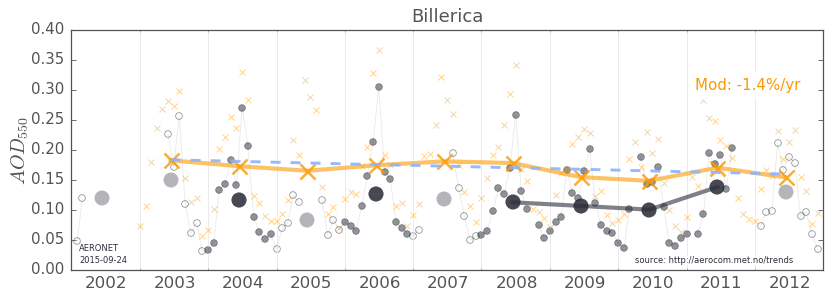 Billerica
AOD550
0.40
0.35
0.30
0.25
0.20
0.15
0.10
0.05
0.00
Mod: -1.4%/yr
AERONET
2015-09-24
source: http://aerocom.met.no/trends
2002 2003 2004 2005 2006 2007 2008 2009 2010 2011 2012